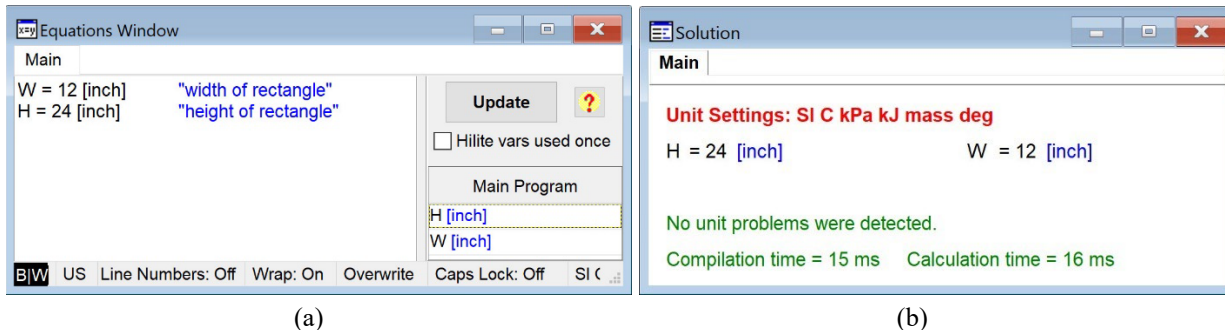 Equations Window
Main
W = 12 [inch] "width of rectangle"
H = 24 [inch] "height of rectangle"
Update
?
Hilite vars used once
Main Program
H [inch]
W [inch]
B|W US Line Numbers: Off Wrap: On Overwrite Caps Lock: Off SI
(a)
Solution
Main
Unit Settings: SI C kPa kJ mass deg
H = 24 [inch] W = 12 [inch]
No unit problems were detected.
Compilation time = 15 ms Calculation time = 16 ms
(b)